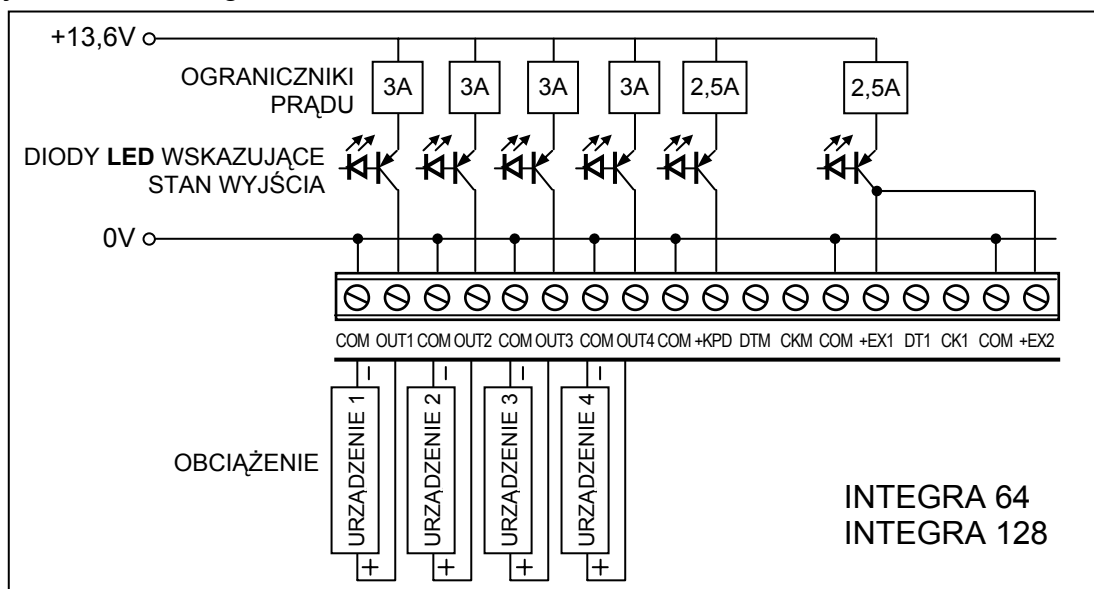 +13,6V
OGRANICZNIKI
PRĄDU
3A 3A 3A 3A 2,5A 2,5A
DIODY LED WSKAZUJĄCE
STAN WYJŚCIA
0V
COM OUT1 COM OUT2 COM OUT3 COM OUT4 COM +KPD DTM CKM COM +EX1 DT1 CK1 COM +EX2
– – – –
OBCIĄŻENIE
URZĄDZENIE 1
URZĄDZENIE 2
URZĄDZENIE 3
URZĄDZENIE 4
+ + + +
INTEGRA 64
INTEGRA 128